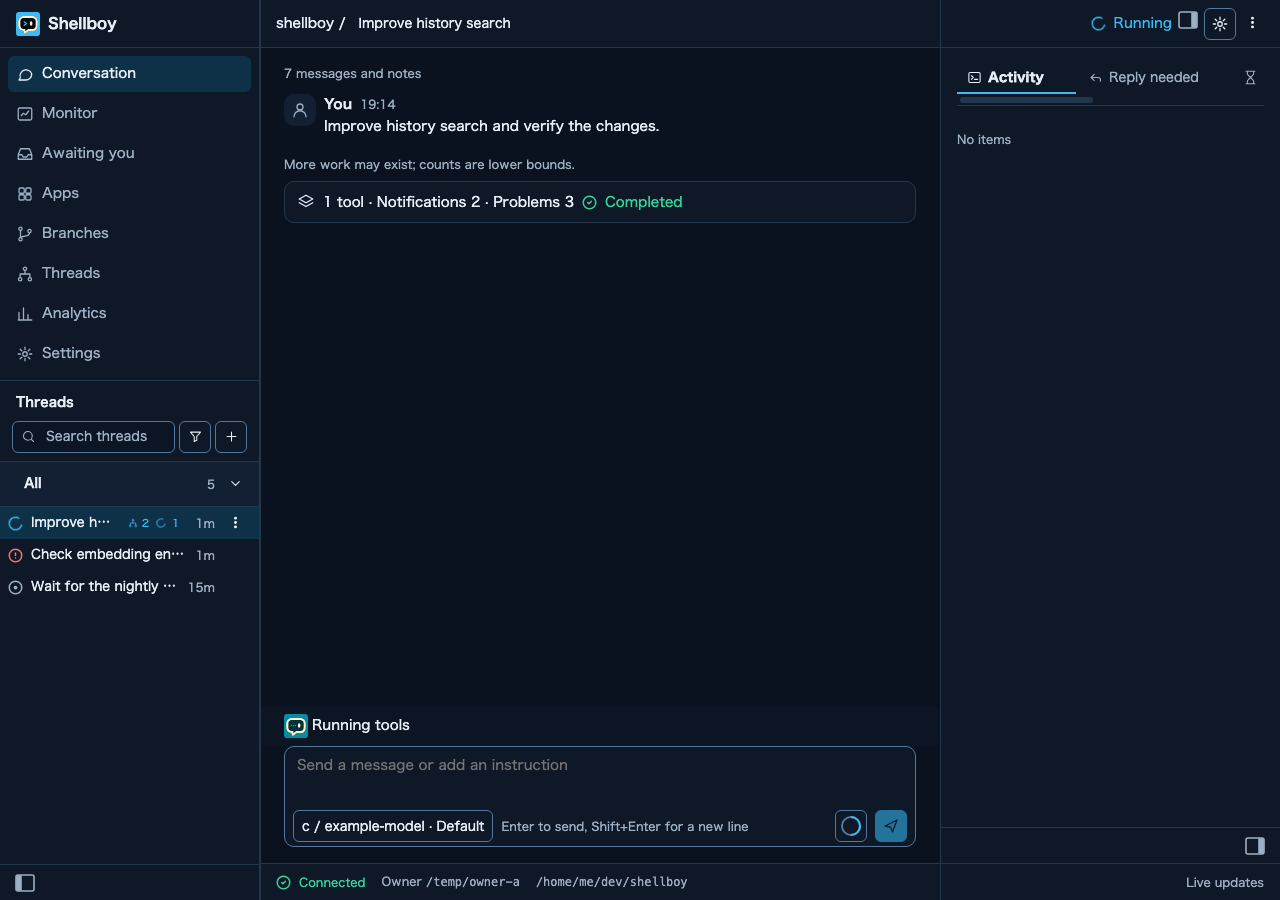 Shellboy
shellboy / Improve history search
Running
Conversation
Monitor
Awaiting you
Apps
Branches
Threads
Analytics
Settings
Threads
Search threads
All 5
Improve h··· 2 1 1m
Check embedding en··· 1m
Wait for the nightly ··· 15m
7 messages and notes
You 19:14
Improve history search and verify the changes.
More work may exist; counts are lower bounds.
1 tool · Notifications 2 · Problems 3 Completed
Running tools
Send a message or add an instruction
c / example-model · Default Enter to send, Shift+Enter for a new line
Activity Reply needed
No items
Connected Owner /temp/owner-a /home/me/dev/shellboy
Live updates